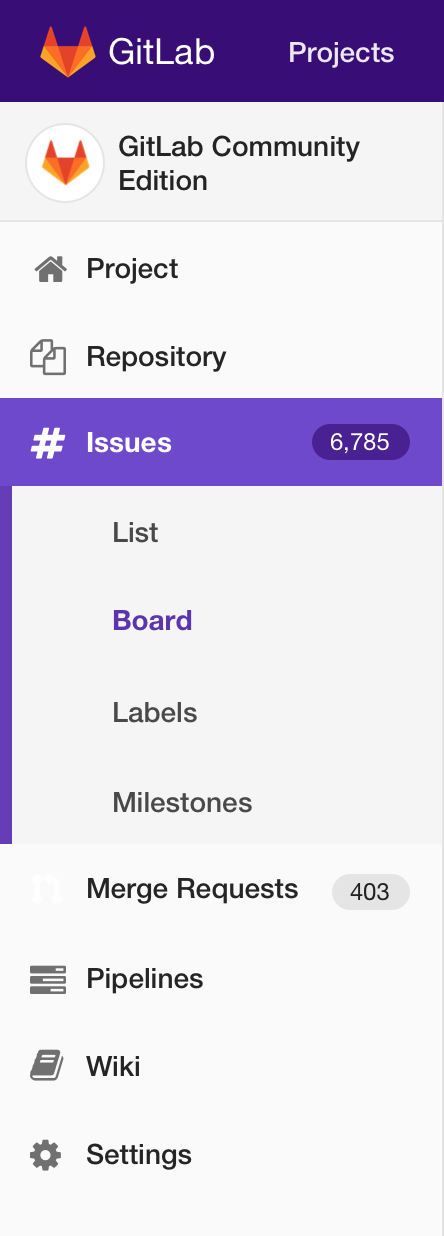 GitLab Projects
GitLab Community
Edition
Project
Repository
# Issues 6,785
List
Board
Labels
Milestones
Merge Requests 403
Pipelines
Wiki
Settings